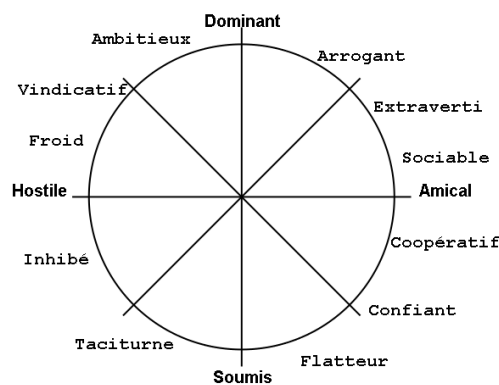 Dominant
Ambitieux
Arrogant
Vindicatif
Extraverti
Froid
Sociable
Hostile
Amical
Coopératif
Inhibé
Confiant
Taciturne
Flatteur
Soumis